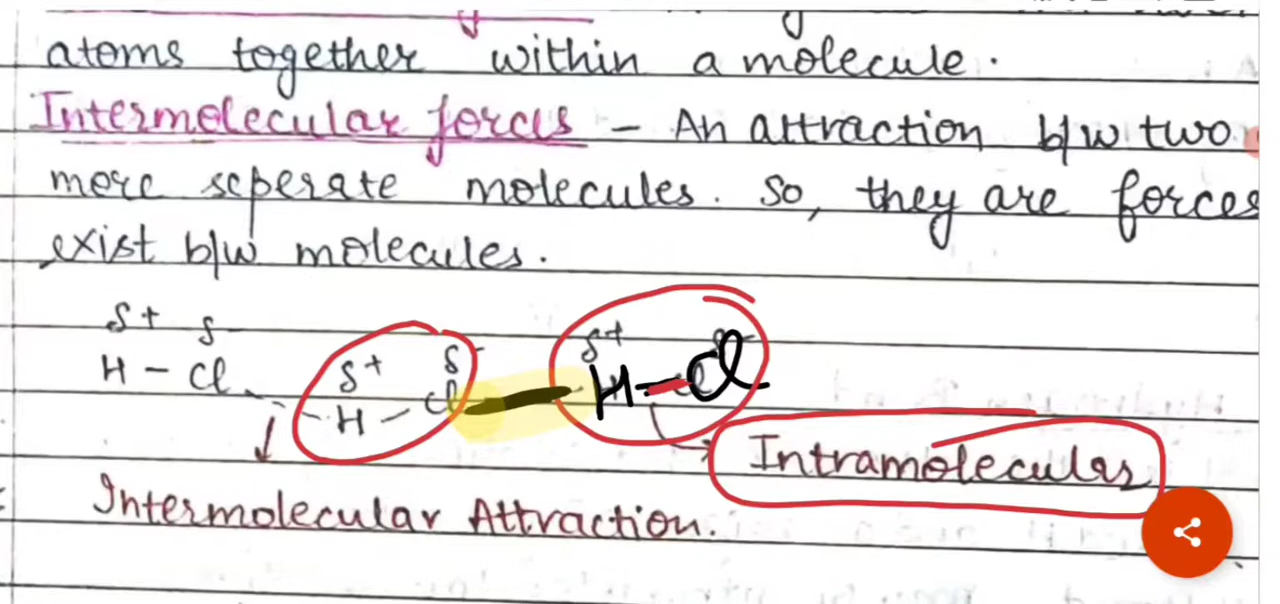 atoms together within a molecule.
Intermolecular forces - An attraction b/w two
more seperate molecules. So, they are forces
exist b/w molecules.
δ+ δ- δ+ δ- δ+ δ-
H - Cl --- H - Cl — H - Cl
Intramolecular
Intermolecular Attraction.